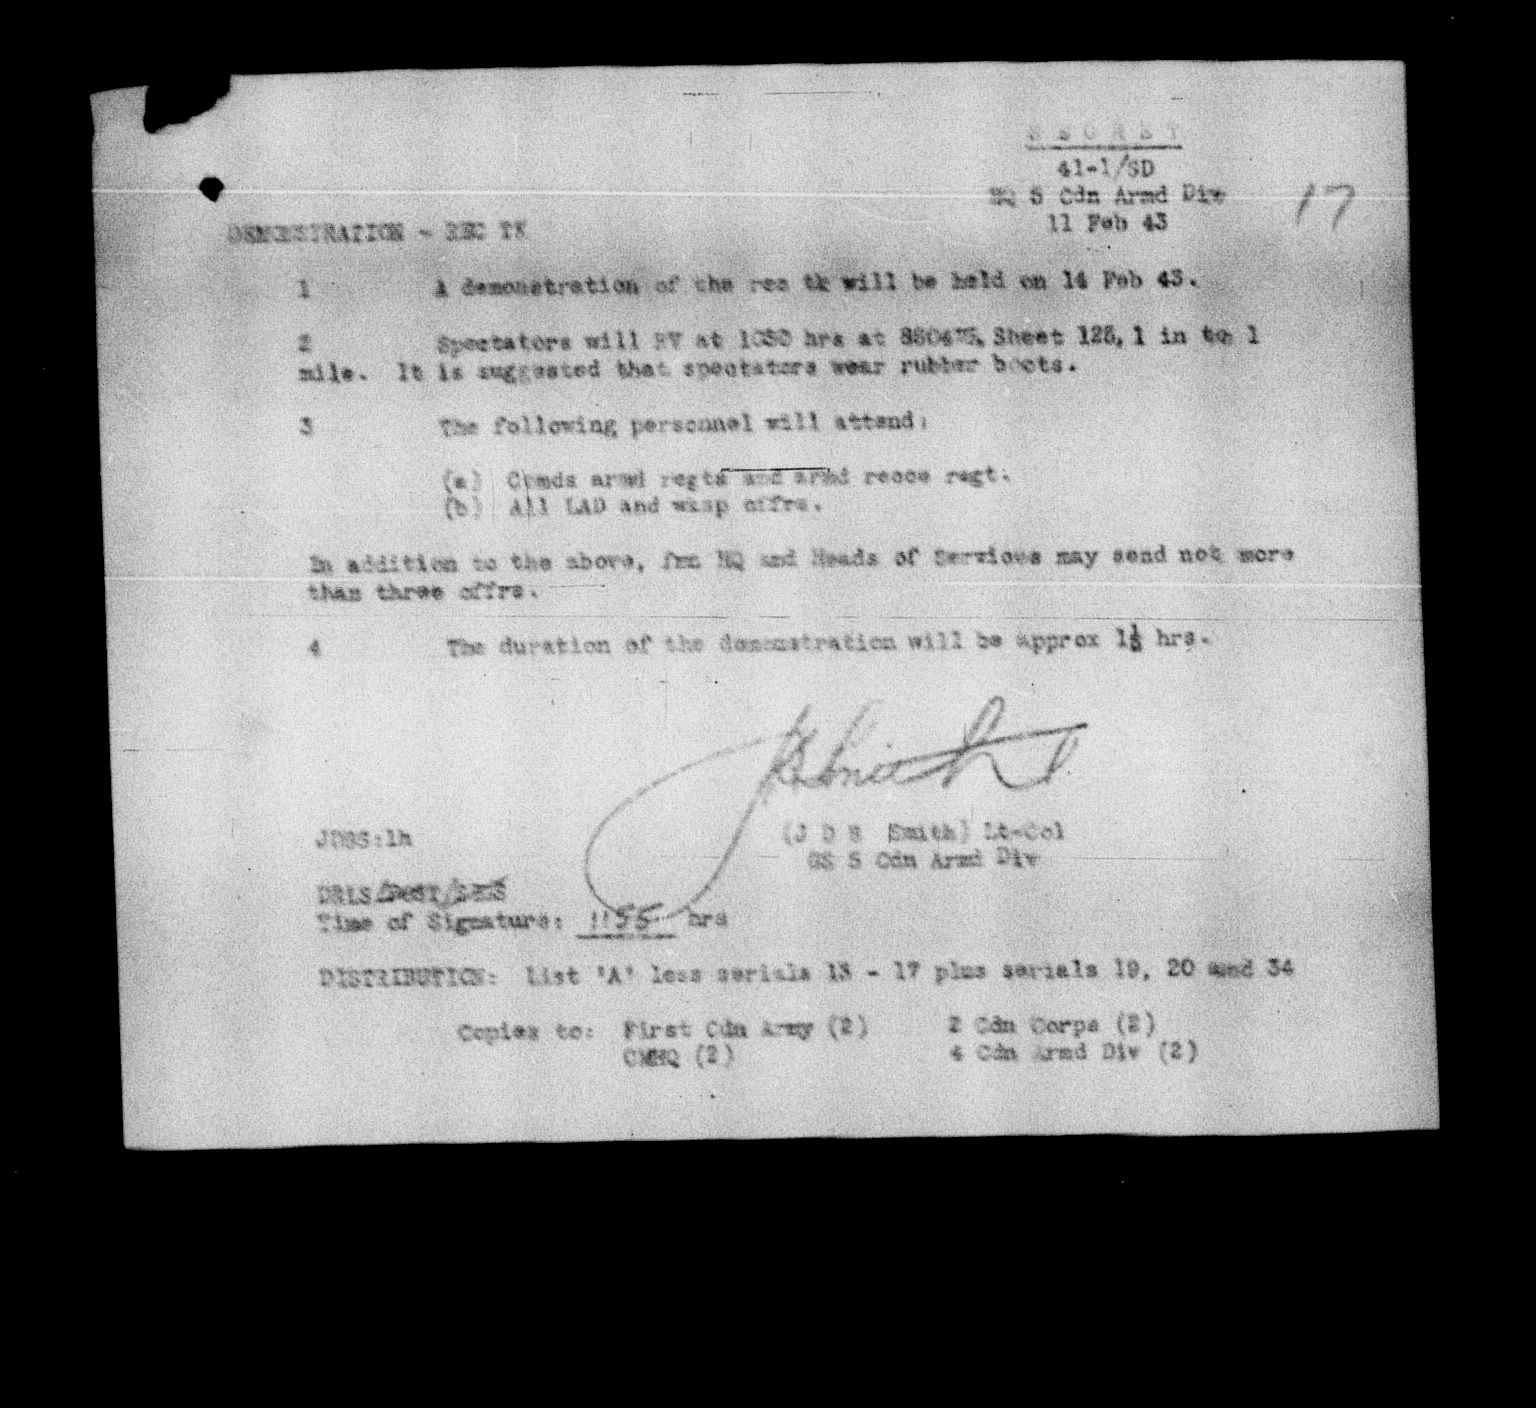 SECRET
41-1/SD
HQ 5 Cdn Armd Div
11 Feb 43
17
DEMONSTRATION - REC TK
1 A demonstration of the rec tk will be held on 14 Feb 43.
2 Spectators will RV at 1030 hrs at Sheet 125, 1 in to 1
mile. It is suggested that spectators wear rubber boots.
3 The following personnel will attend:
(a) Comds armd regts and armd recce regt.
(b) All LAD and wksp offrs.
In addition to the above, fmn HQ and Heads of Services may send not more
than three offrs.
4 The duration of the demonstration will be approx 1½ hrs.
JDBSmith
JDBS:lh
(J D B Smith) Lt-Col
GS 5 Cdn Armd Div
DRLS/POST/SDS
Time of Signature: 1155 hrs
DISTRIBUTION: List 'A' less serials 13 - 17 plus serials 19, 20 and 34
Copies to: First Cdn Army (2) 2 Cdn Corps (2)
CMHQ (2) 4 Cdn Armd Div (2)